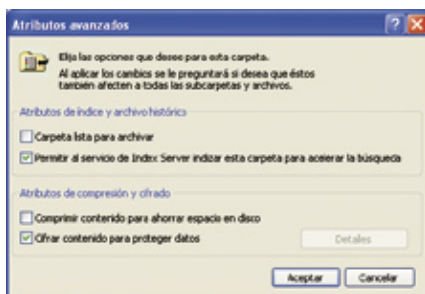 Atributos avanzados
Elija las opciones que desee para esta carpeta.
Al aplicar los cambios se le preguntará si desea que éstos
también afecten a todas las subcarpetas y archivos.
Atributos de índice y archivo histórico
Carpeta lista para archivar
Permitir al servicio de Index Server indizar esta carpeta para acelerar la búsqueda
Atributos de compresión y cifrado
Comprimir contenido para ahorrar espacio en disco
Cifrar contenido para proteger datos
Detalles
Aceptar
Cancelar